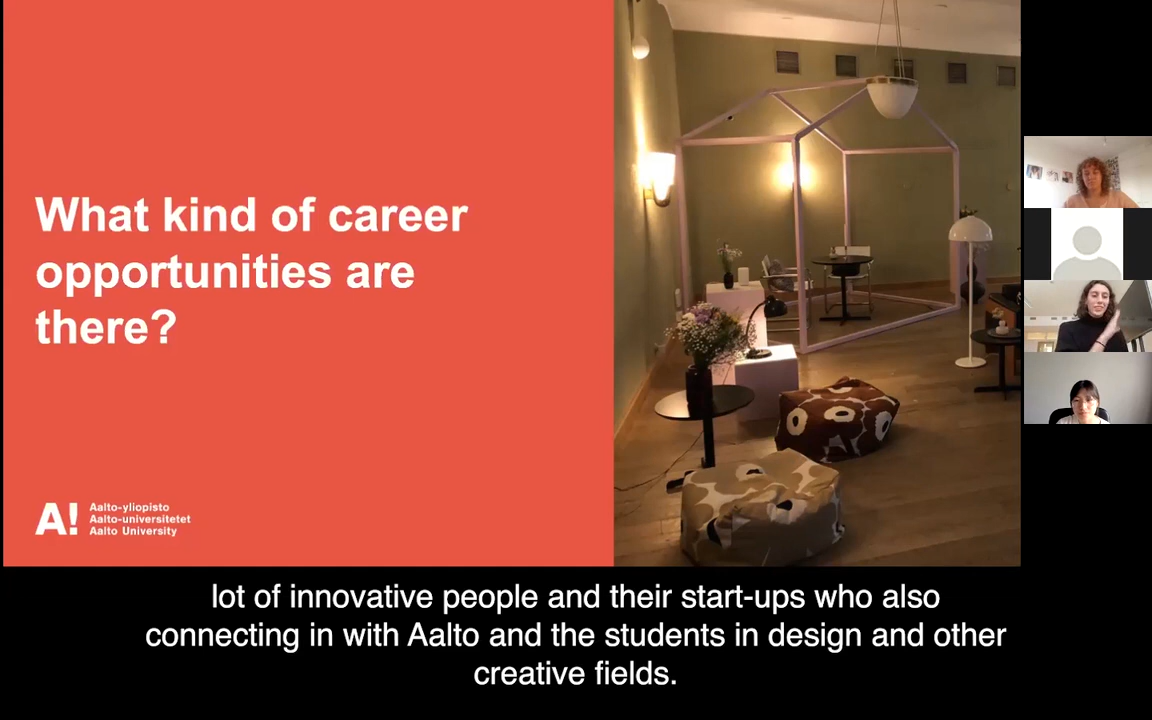 What kind of career
opportunities are
there?
A!
Aalto-yliopisto
Aalto-universitetet
Aalto University
lot of innovative people and their start-ups who also
connecting in with Aalto and the students in design and other
creative fields.